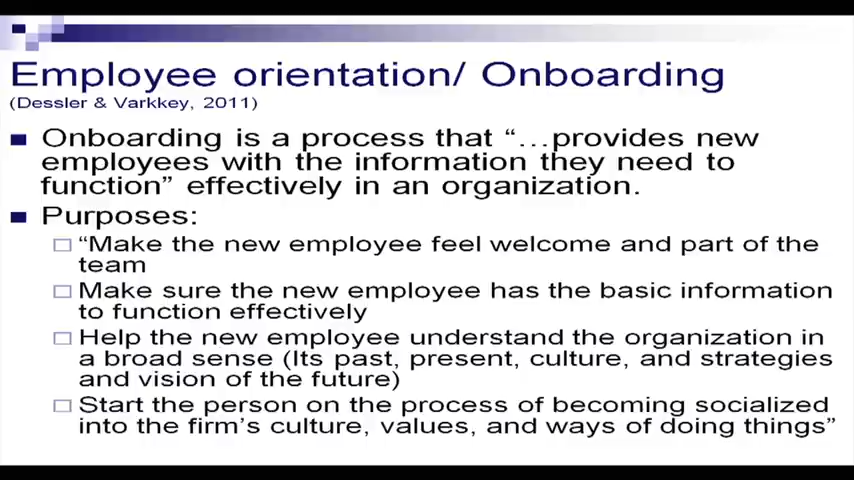 Employee orientation/ Onboarding
(Dessler & Varkkey, 2011)
Onboarding is a process that “…provides new
employees with the information they need to
function” effectively in an organization.
Purposes:
“Make the new employee feel welcome and part of the
team
Make sure the new employee has the basic information
to function effectively
Help the new employee understand the organization in
a broad sense (Its past, present, culture, and strategies
and vision of the future)
Start the person on the process of becoming socialized
into the firm’s culture, values, and ways of doing things”